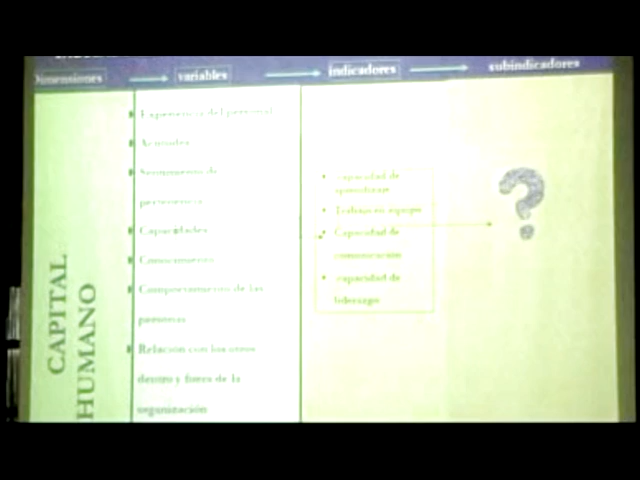 Dimensiones
variables
indicadores
subindicadores
CAPITAL
HUMANO
Experiencia del personal
Actitudes
Sentimiento de
pertenencia
Capacidades
Conocimiento
Comportamiento de las
personas
Relación con los otros
dentro y fuera de la
organización
capacidad de
aprendizaje
Trabajo en equipo
Capacidad de
comunicación
capacidad de
liderazgo
?